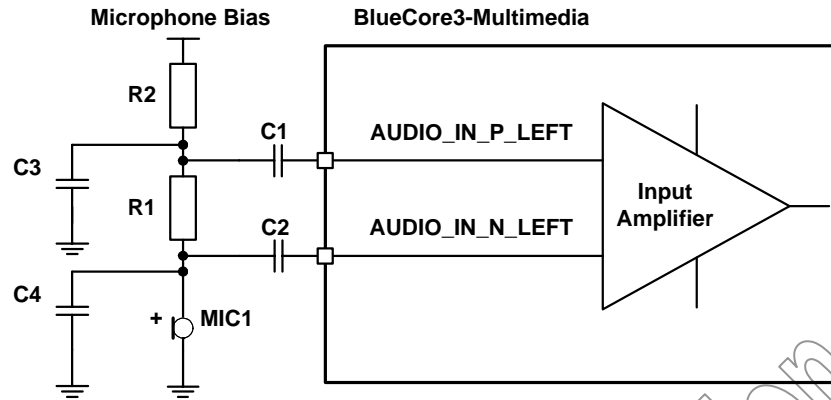 Microphone Bias
BlueCore3-Multimedia
R2
C1
AUDIO_IN_P_LEFT
C3
R1
Input
Amplifier
C2
AUDIO_IN_N_LEFT
C4
+
MIC1